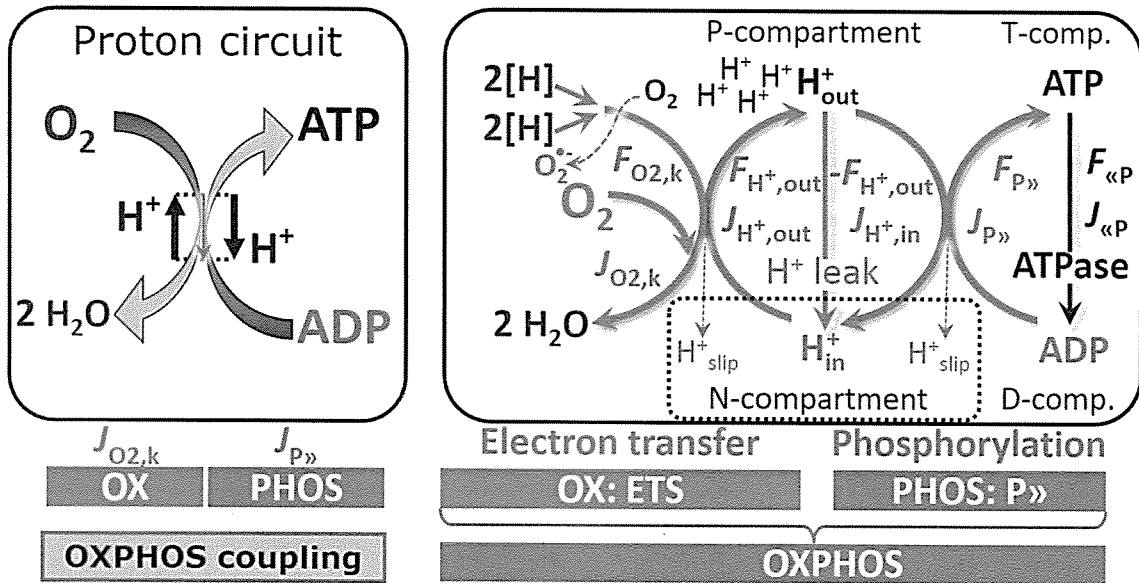 Proton circuit
O2
ATP
H+
H+
2 H2O
ADP
JO2,k
JP»
OX
PHOS
OXPHOS coupling
P-compartment
T-comp.
2[H]
2[H]
O2
H+ H+ H+ H+ H+ H+out
ATP
O2•-
FO2,k
FH+,out
-FH+,out
FP»
F«P
O2
JH+,out
JH+,in
JP»
J«P
JO2,k
H+ leak
ATPase
2 H2O
H+slip
H+in
H+slip
ADP
N-compartment
D-comp.
Electron transfer
Phosphorylation
OX: ETS
PHOS: P»
OXPHOS